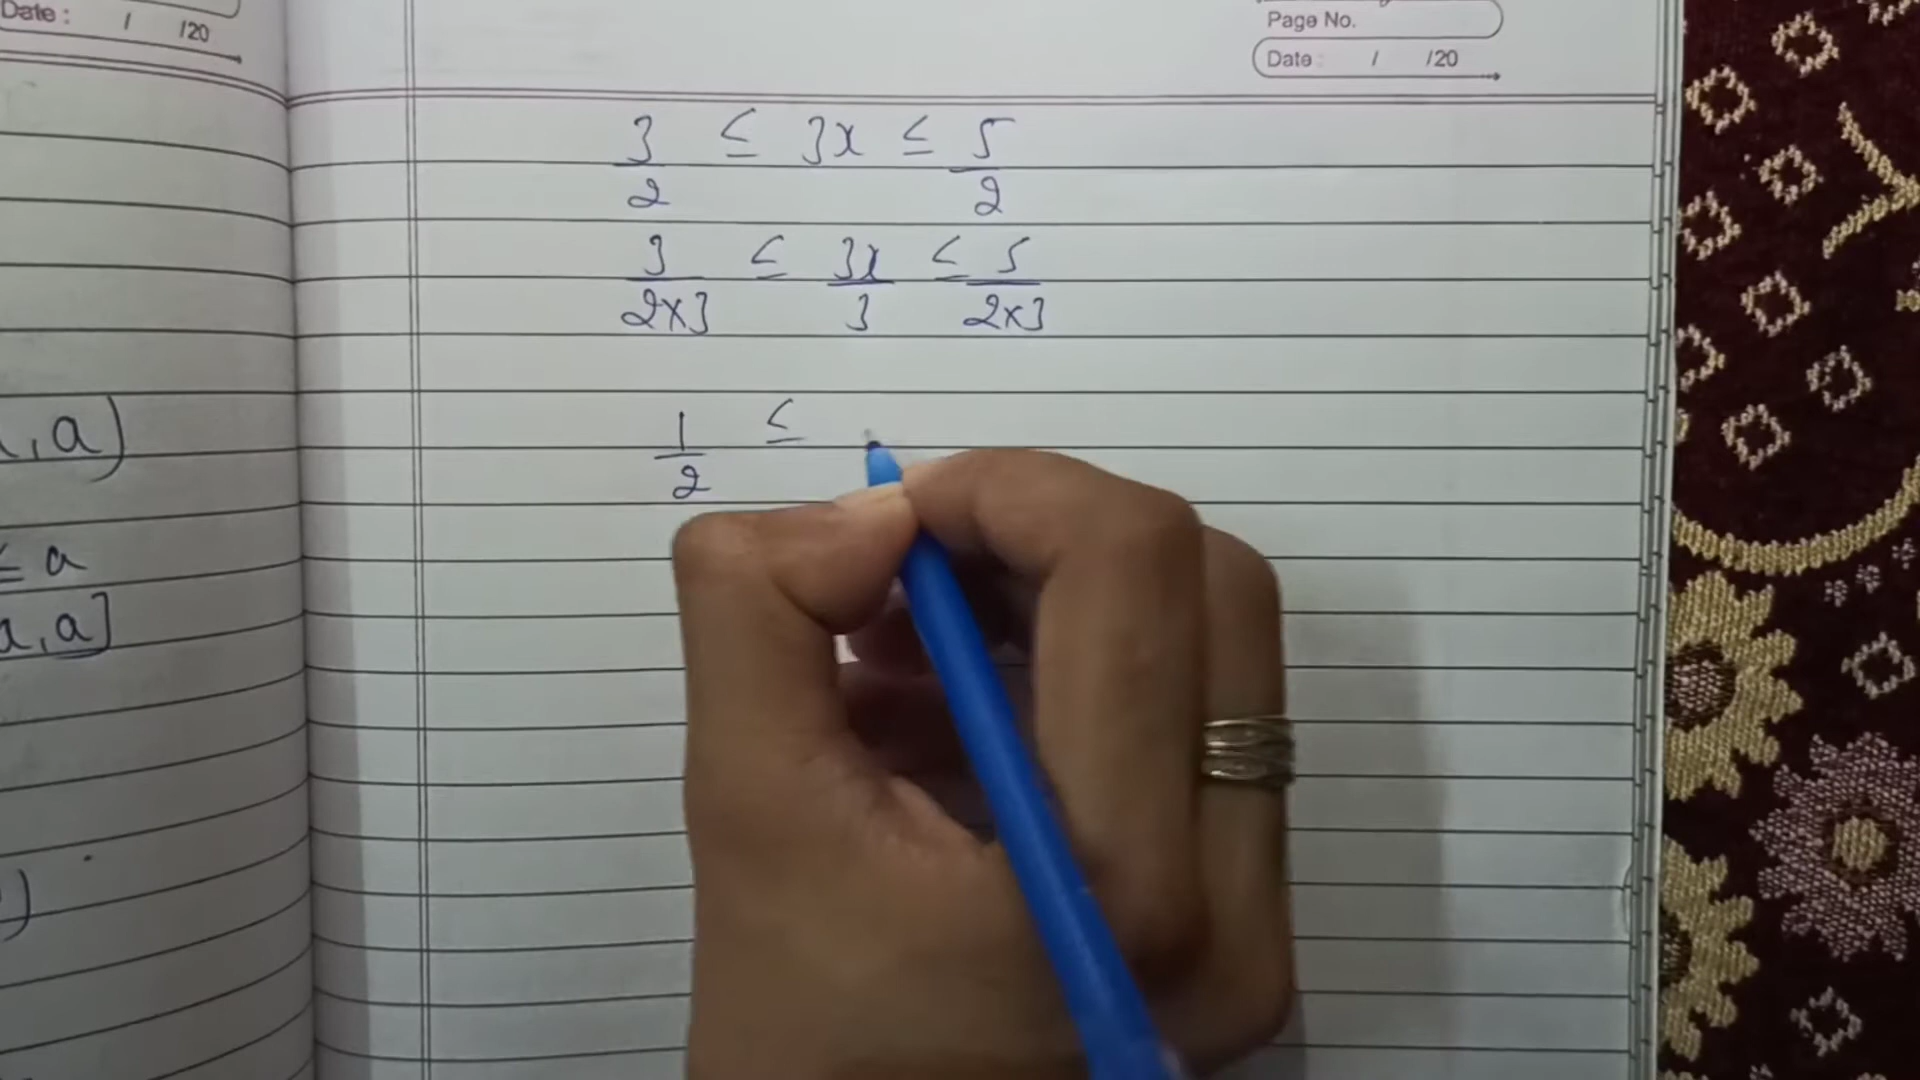 Date : / /20
, a)
≤ a
a, a]
)
Page No.
Date : / /20
3/2 ≤ 3x ≤ 5/2
3/2×3 ≤ 3x/3 ≤ 5/2×3
1/2 ≤